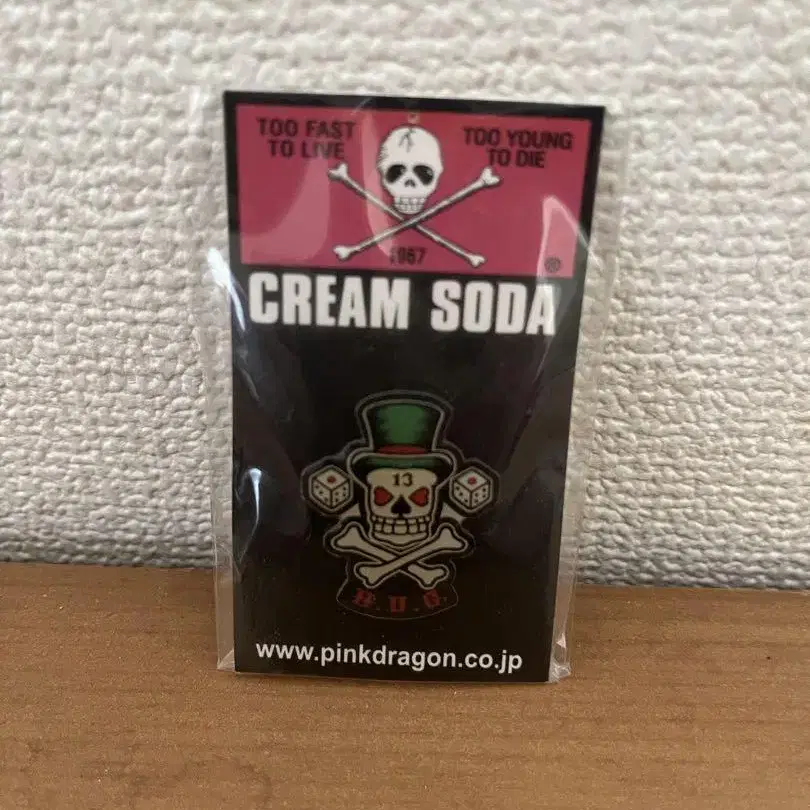 TOO FAST
TO LIVE
TOO YOUNG
TO DIE
1967
®
CREAM SODA
13
B.U.G.
www.pinkdragon.co.jp